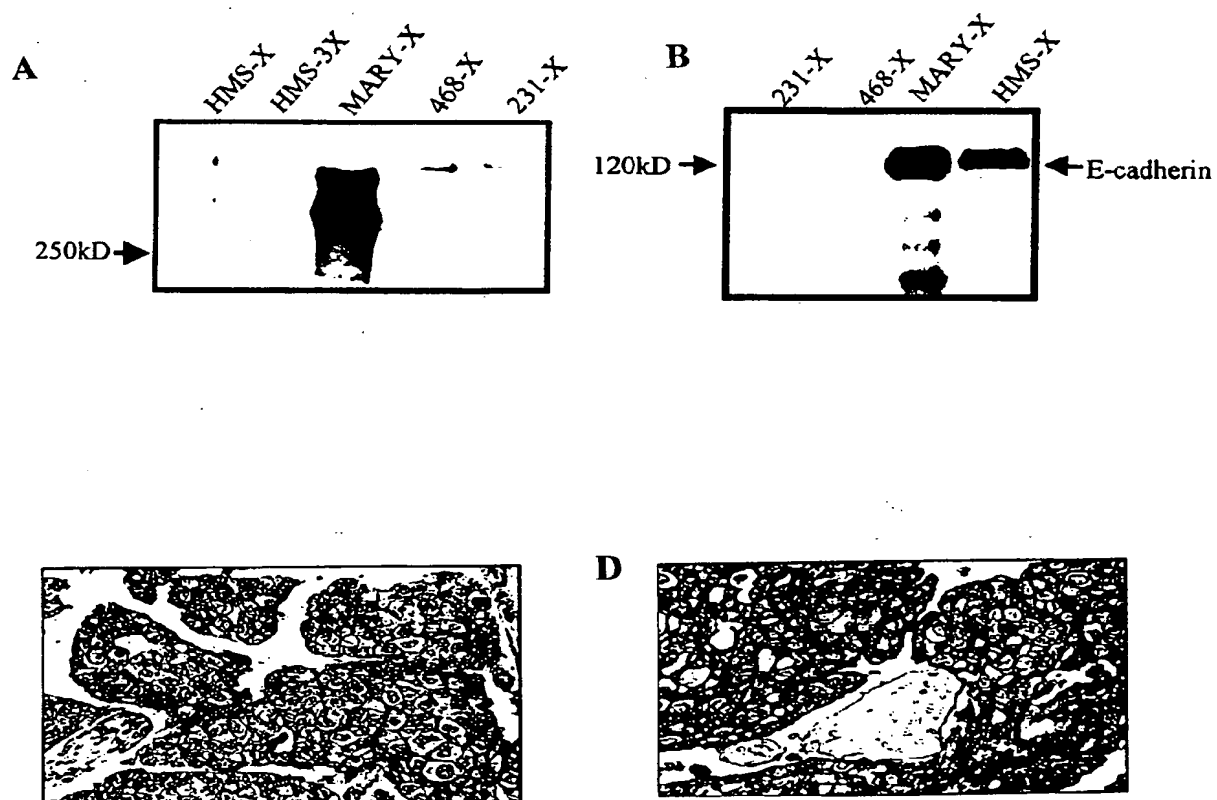 A
HMS-X
HMS-3X
MARY-X
468-X
231-X
250kD
B
231-X
468-X
MARY-X
HMS-X
120kD
E-cadherin
D